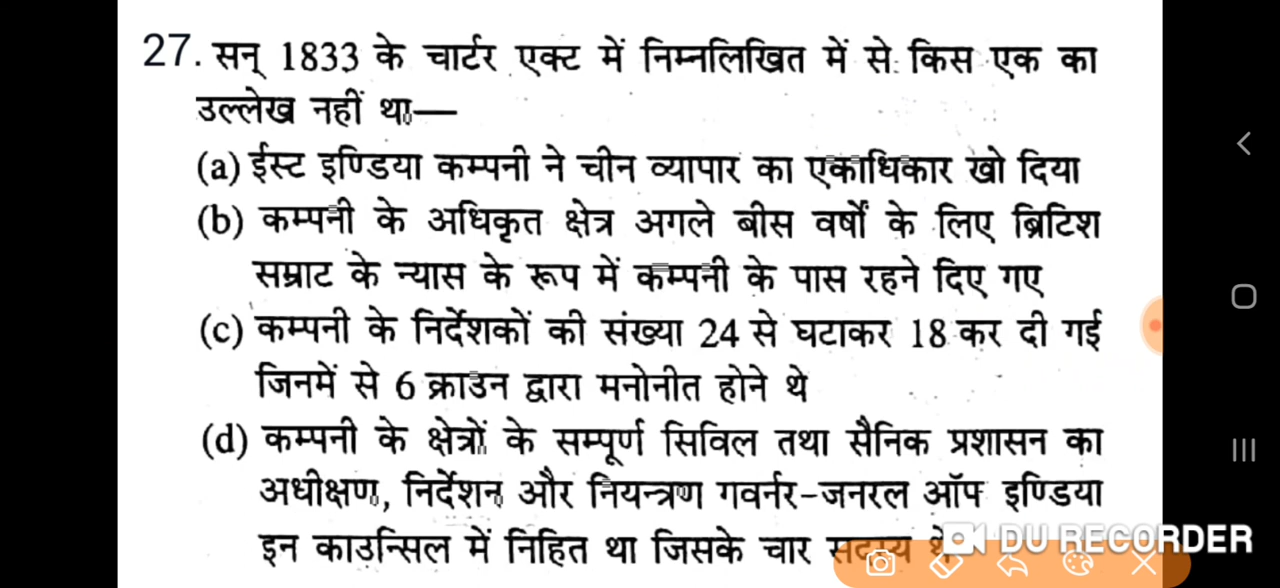 27. सन् 1833 के चार्टर एक्ट में निम्नलिखित में से किस एक का
उल्लेख नहीं था—
(a) ईस्ट इण्डिया कम्पनी ने चीन व्यापार का एकाधिकार खो दिया
(b) कम्पनी के अधिकृत क्षेत्र अगले बीस वर्षों के लिए ब्रिटिश
सम्राट के न्यास के रूप में कम्पनी के पास रहने दिए गए
(c) कम्पनी के निर्देशकों की संख्या 24 से घटाकर 18 कर दी गई
जिनमें से 6 क्राउन द्वारा मनोनीत होने थे
(d) कम्पनी के क्षेत्रों के सम्पूर्ण सिविल तथा सैनिक प्रशासन का
अधीक्षण, निर्देशन और नियन्त्रण गवर्नर-जनरल ऑफ इण्डिया
इन काउन्सिल में निहित था जिसके चार सदस्य थे
DU RECORDER